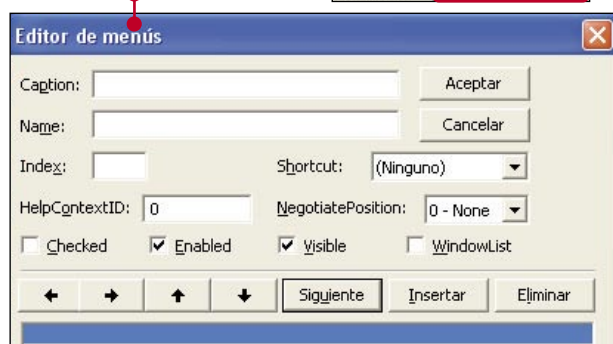 Editor de menús
Caption: Aceptar
Name: Cancelar
Index: Shortcut: (Ninguno)
HelpContextID: 0 NegotiatePosition: 0 - None
Checked Enabled Visible WindowList
Siguiente Insertar Eliminar